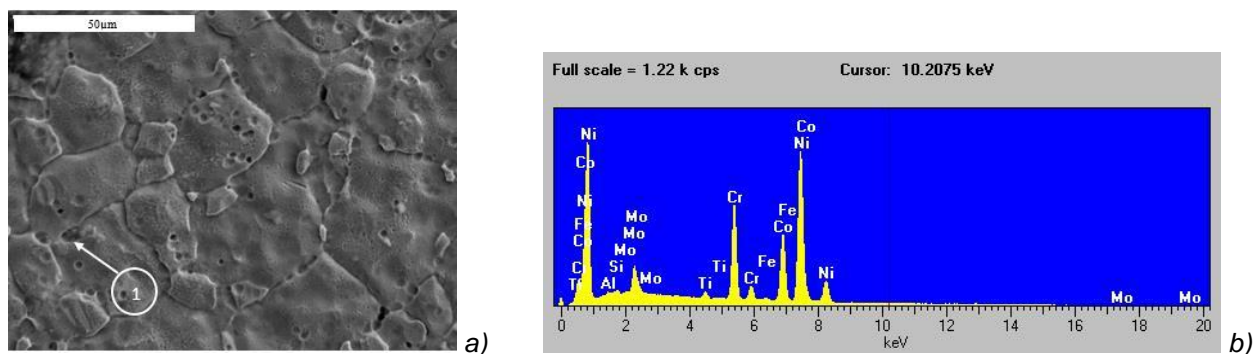 50µm
1
a)
Full scale = 1.22 k cps Cursor: 10.2075 keV
Ni
Co
Ni
Fe
C
Si
Al
Mo
Mo
Mo
Mo
Ti
Ti
Cr
Cr
Fe
Fe
Co
Co
Ni
Ni
Mo
Mo
0 2 4 6 8 10 12 14 16 18 20
keV
b)